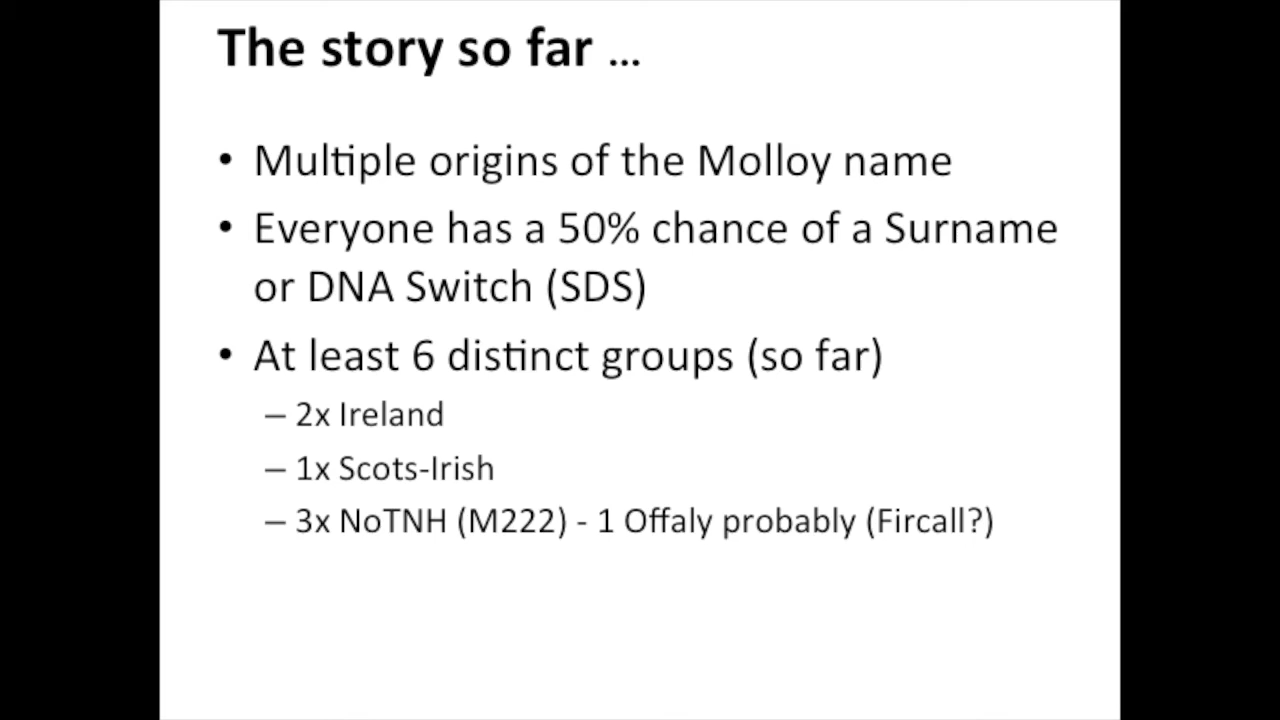 The story so far ...
• Multiple origins of the Molloy name
• Everyone has a 50% chance of a Surname
or DNA Switch (SDS)
• At least 6 distinct groups (so far)
– 2x Ireland
– 1x Scots-Irish
– 3x NoTNH (M222) - 1 Offaly probably (Fircall?)